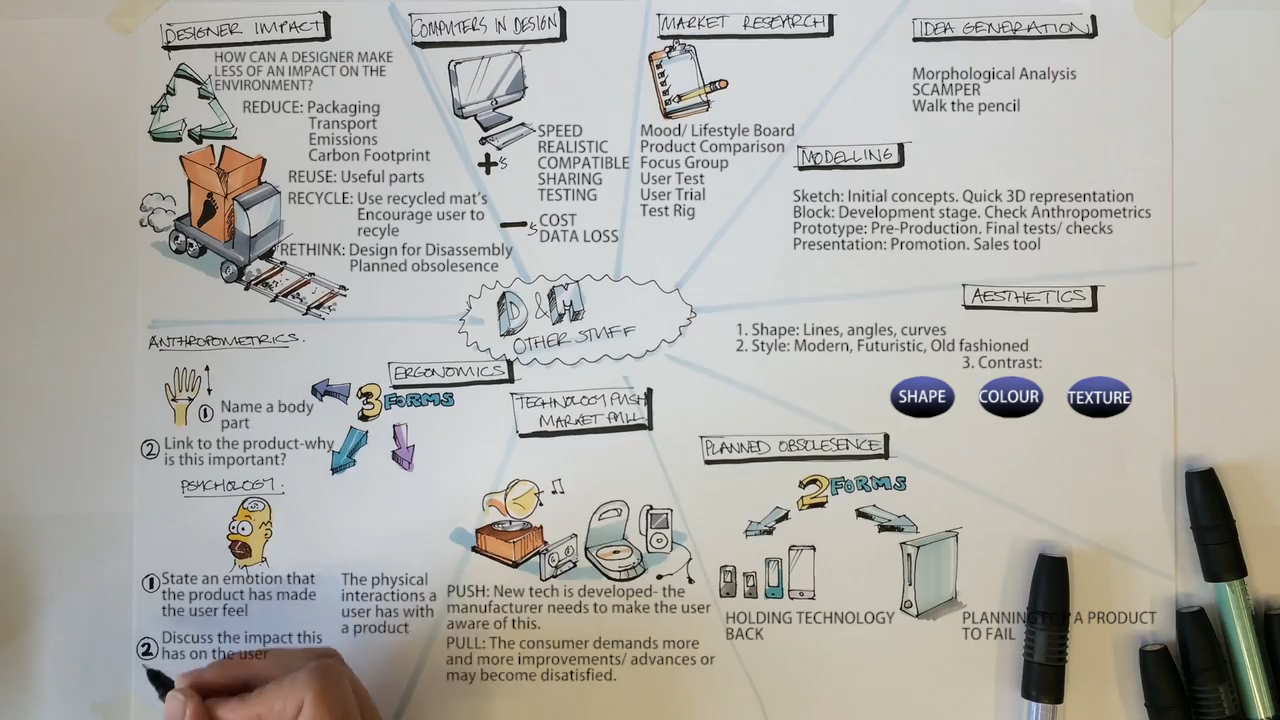 DESIGNER IMPACT
HOW CAN A DESIGNER MAKE
LESS OF AN IMPACT ON THE
ENVIRONMENT?
REDUCE: Packaging
Transport
Emissions
Carbon Footprint
REUSE: Useful parts
RECYCLE: Use recycled mat's
Encourage user to
recyle
RETHINK: Design for Disassembly
Planned obsolesence
COMPUTERS IN DESIGN
+'s
SPEED
REALISTIC
COMPATIBLE
SHARING
TESTING
-'s
COST
DATA LOSS
MARKET RESEARCH
Mood/ Lifestyle Board
Product Comparison
Focus Group
User Test
User Trial
Test Rig
IDEA GENERATION
Morphological Analysis
SCAMPER
Walk the pencil
MODELLING
Sketch: Initial concepts. Quick 3D representation
Block: Development stage. Check Anthropometrics
Prototype: Pre-Production. Final tests/ checks
Presentation: Promotion. Sales tool
D & M
OTHER STUFF
AESTHETICS
1. Shape: Lines, angles, curves
2. Style: Modern, Futuristic, Old fashioned
3. Contrast:
SHAPE
COLOUR
TEXTURE
ERGONOMICS
3 FORMS
ANTHROPOMETRICS.
1 Name a body
part
2 Link to the product-why
is this important?
PSYCHOLOGY.
1 State an emotion that
the product has made
the user feel
2 Discuss the impact this
has on the user
The physical
interactions a
user has with
a product
TECHNOLOGY PUSH
MARKET PULL
PUSH: New tech is developed- the
manufacturer needs to make the user
aware of this.
PULL: The consumer demands more
and more improvements/ advances or
may become disatisfied.
PLANNED OBSOLESENCE
2 FORMS
HOLDING TECHNOLOGY
BACK
PLANNING FOR A PRODUCT
TO FAIL